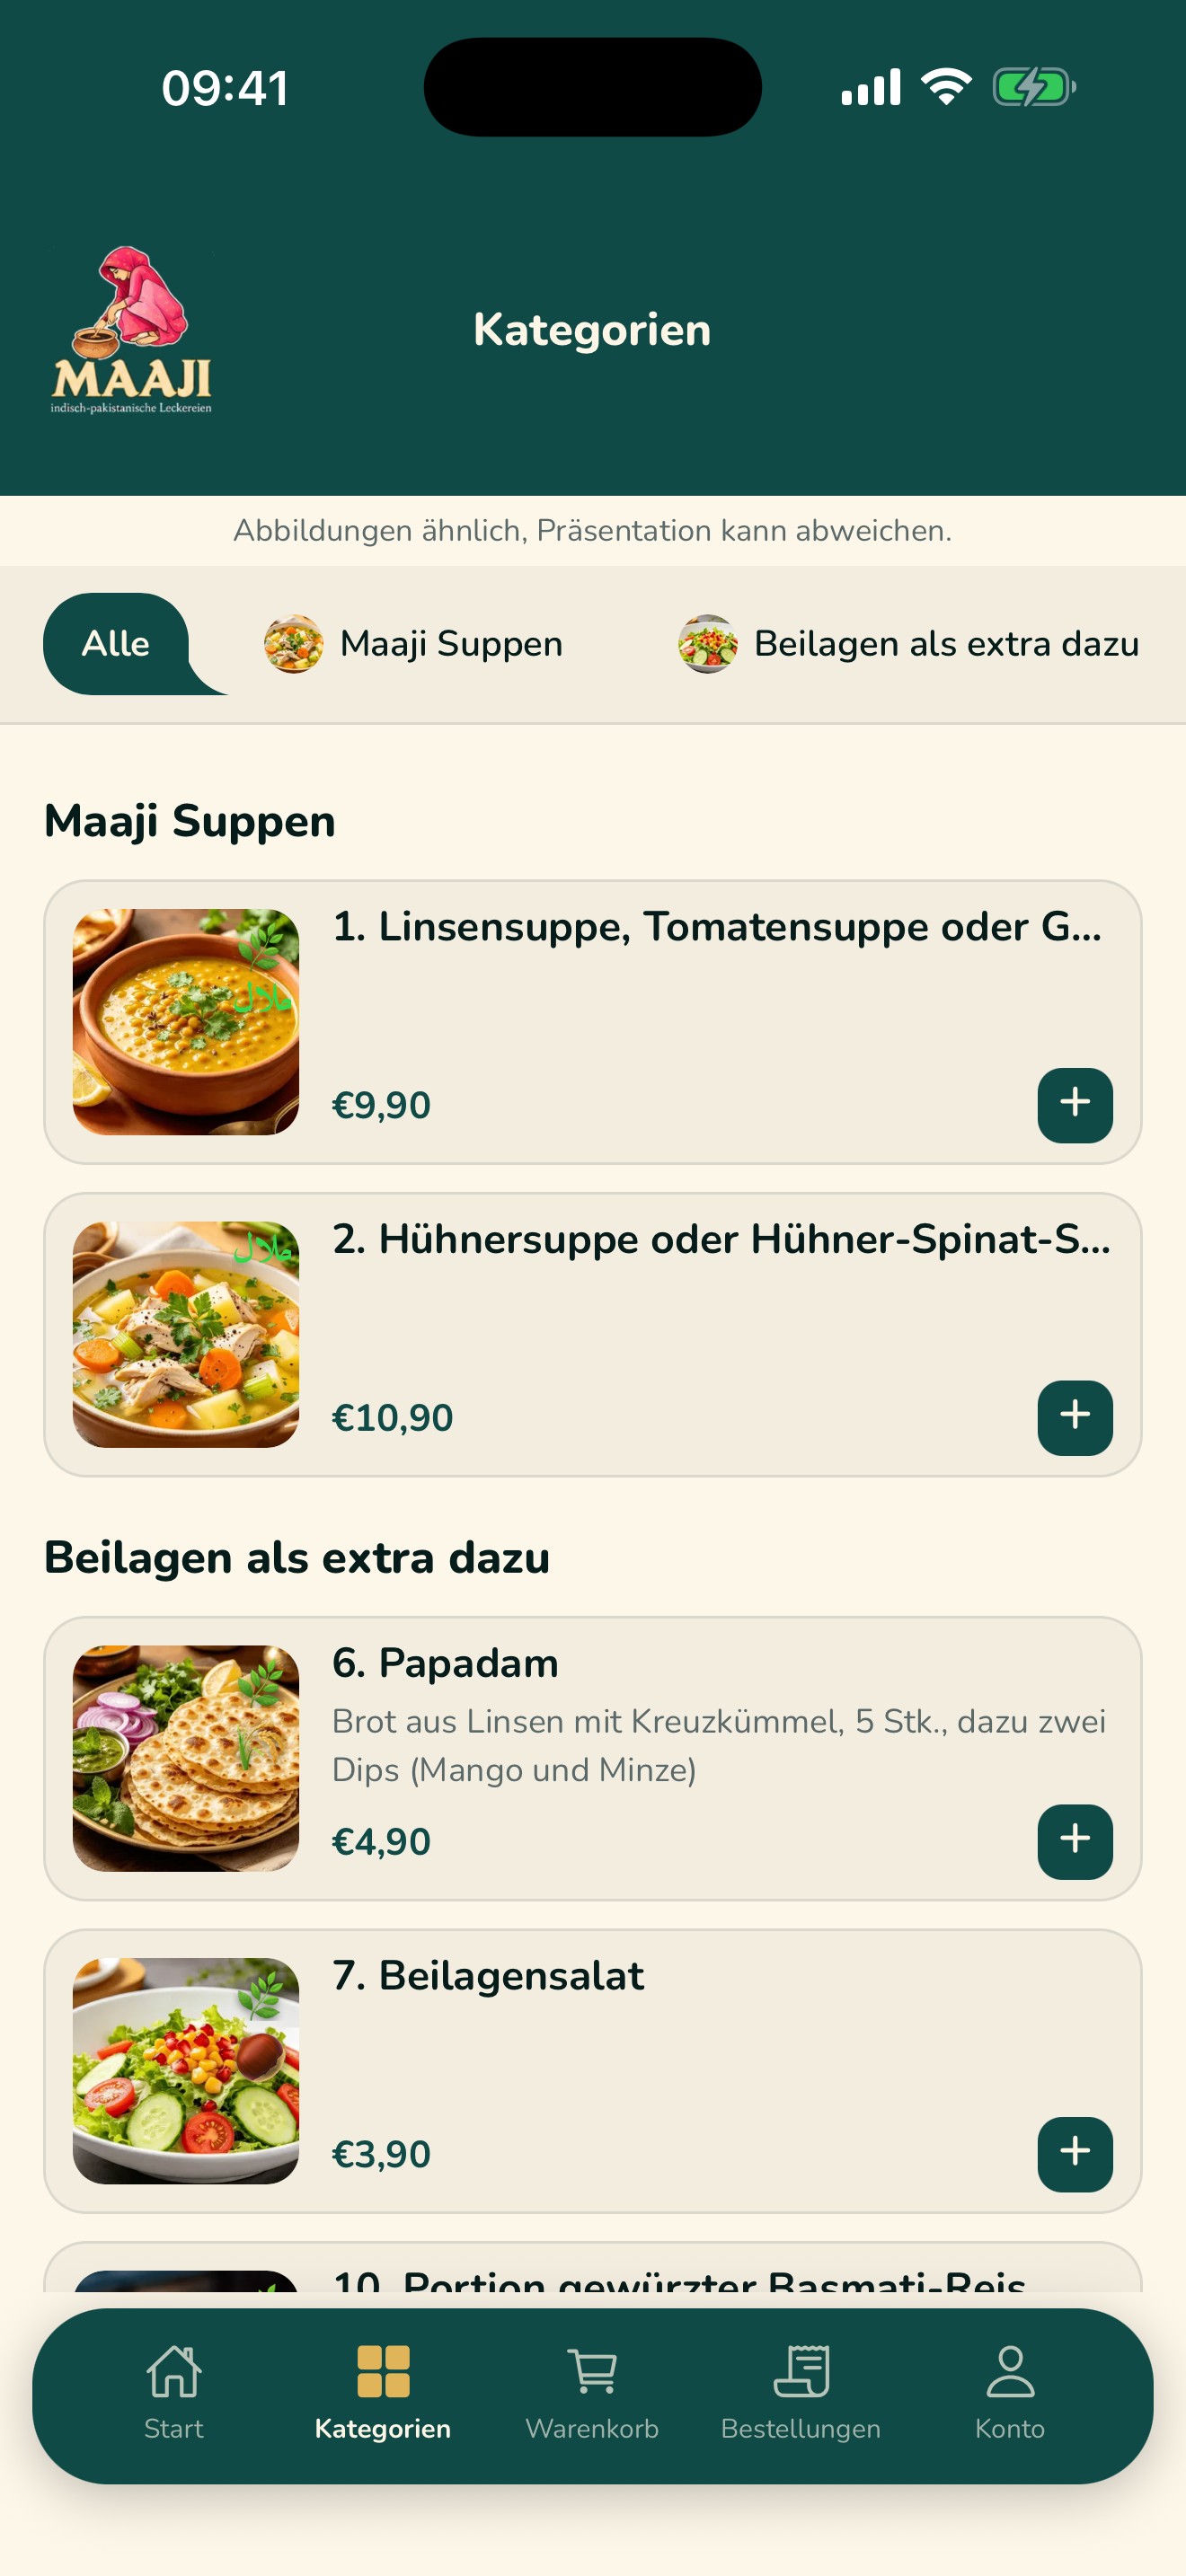 09:41
MAAJI
indisch-pakistanische Leckereien
Kategorien
Abbildungen ähnlich, Präsentation kann abweichen.
Alle
Maaji Suppen
Beilagen als extra dazu
Maaji Suppen
1. Linsensuppe, Tomatensuppe oder G...
حلال
€9,90
+
2. Hühnersuppe oder Hühner-Spinat-S...
حلال
€10,90
+
Beilagen als extra dazu
6. Papadam
Brot aus Linsen mit Kreuzkümmel, 5 Stk., dazu zwei
Dips (Mango und Minze)
€4,90
+
7. Beilagensalat
€3,90
+
10. Portion gewürzter Basmati-Reis
Start
Kategorien
Warenkorb
Bestellungen
Konto